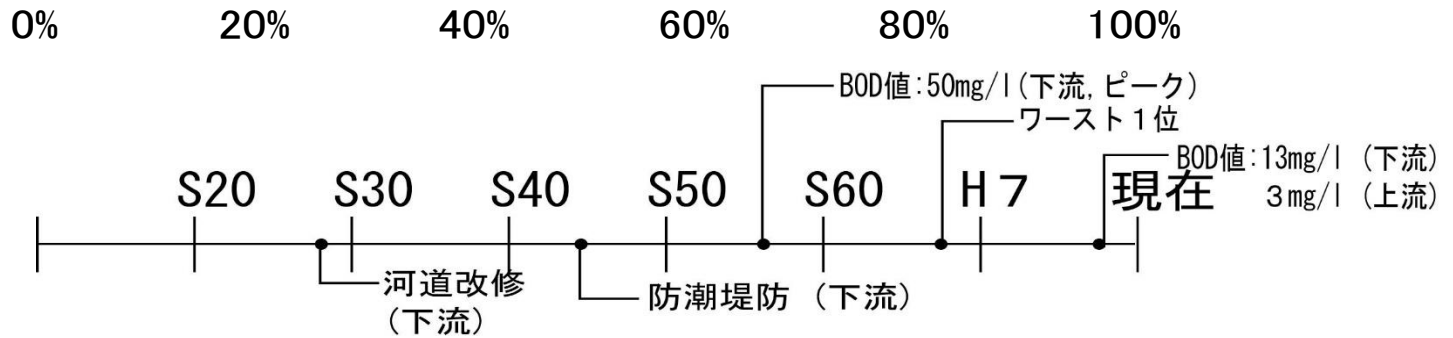 0% 20% 40% 60% 80% 100%
BOD値:50mg/l(下流,ピーク)
ワースト1位
BOD値:13mg/l (下流)
3mg/l (上流)
S20 S30 S40 S50 S60 H7 現在
河道改修
(下流)
防潮堤防 (下流)